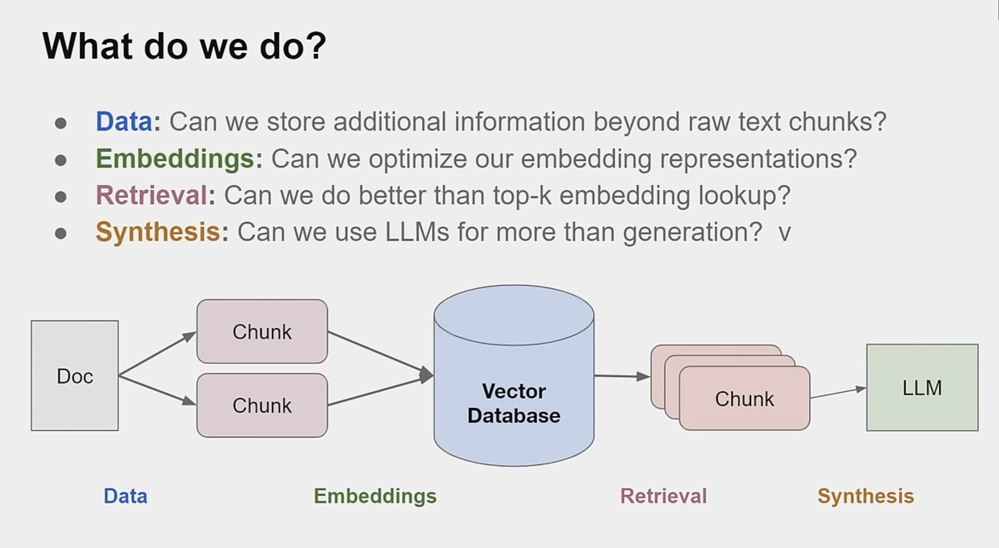 What do we do?
● Data: Can we store additional information beyond raw text chunks?
● Embeddings: Can we optimize our embedding representations?
● Retrieval: Can we do better than top-k embedding lookup?
● Synthesis: Can we use LLMs for more than generation?  v
Doc
Chunk
Chunk
Vector
Database
Chunk
LLM
Data
Embeddings
Retrieval
Synthesis